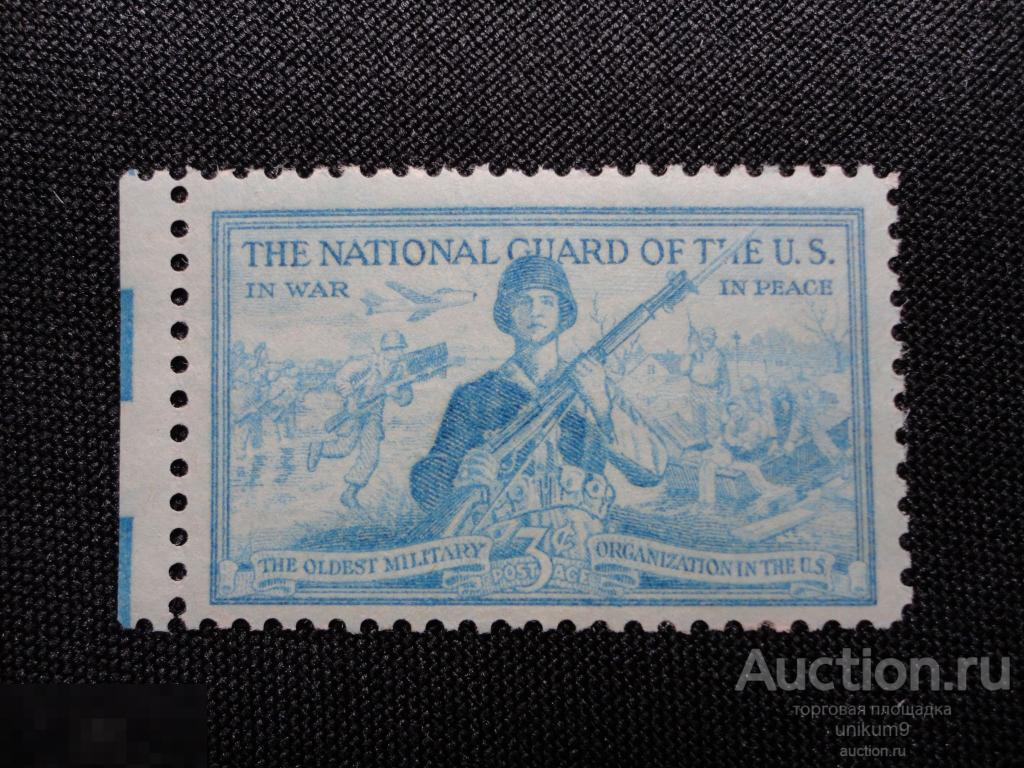 THE NATIONAL GUARD OF THE U.S.
IN WAR
IN PEACE
THE OLDEST MILITARY
ORGANIZATION IN THE U.S.
3¢
POSTAGE
Auction.ru
торговая площадка
unikum9
auction.ru